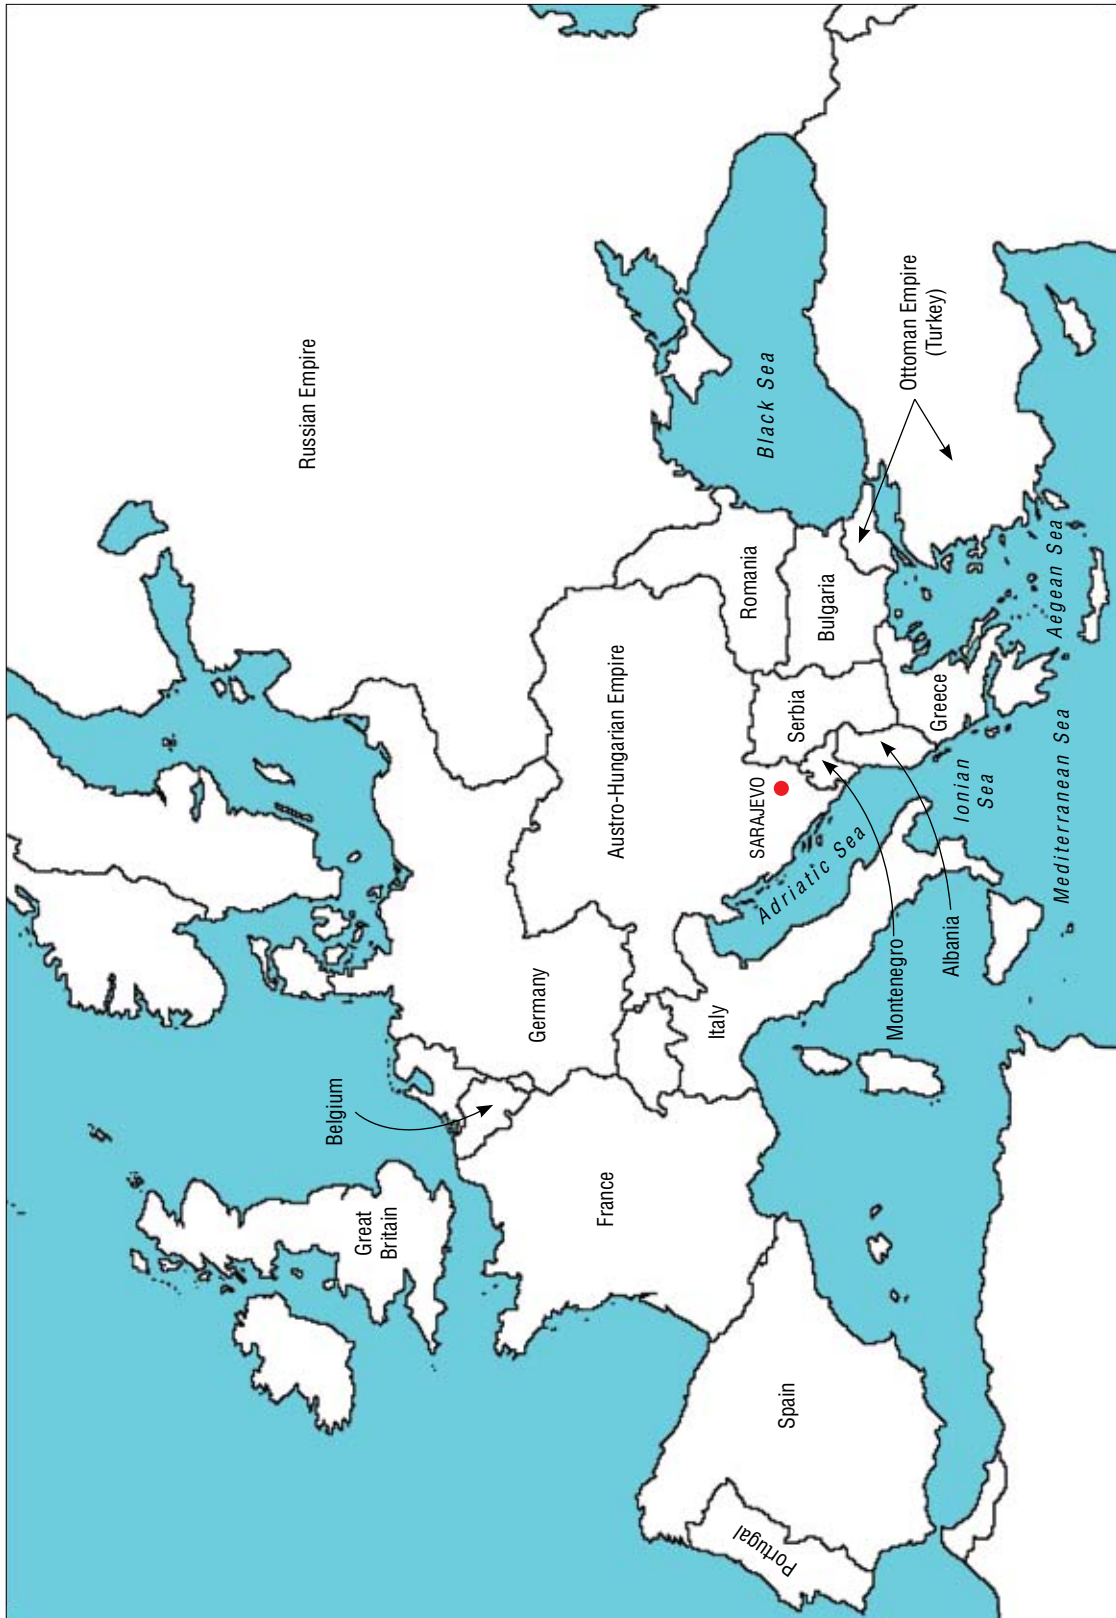 Russian Empire
Great
Britain
Belgium
Germany
Austro-Hungarian Empire
France
Italy
SARAJEVO
Serbia
Romania
Bulgaria
Black Sea
Adriatic Sea
Spain
Portugal
Montenegro
Albania
Greece
Ottoman Empire
(Turkey)
Ionian
Sea
Aegean Sea
Mediterranean Sea